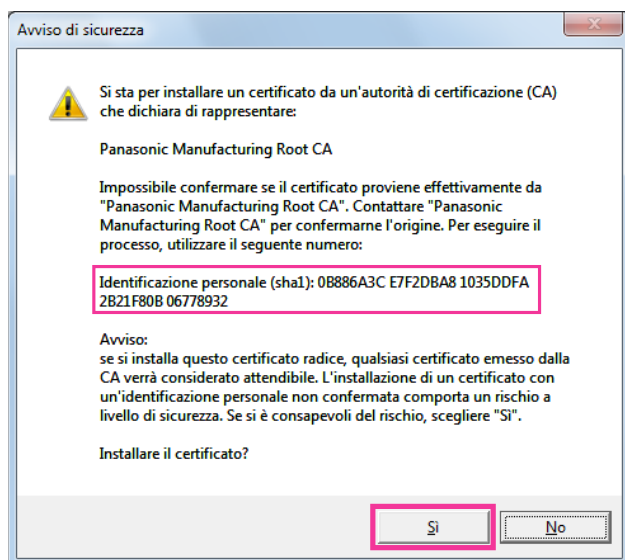 Avviso di sicurezza
Si sta per installare un certificato da un'autorità di certificazione (CA)
che dichiara di rappresentare:
Panasonic Manufacturing Root CA
Impossibile confermare se il certificato proviene effettivamente da
"Panasonic Manufacturing Root CA". Contattare "Panasonic
Manufacturing Root CA" per confermarne l'origine. Per eseguire il
processo, utilizzare il seguente numero:
Identificazione personale (sha1): 0B886A3C E7F2DBA8 1035DDFA
2B21F80B 06778932
Avviso:
se si installa questo certificato radice, qualsiasi certificato emesso dalla
CA verrà considerato attendibile. L'installazione di un certificato con
un'identificazione personale non confermata comporta un rischio a
livello di sicurezza. Se si è consapevoli del rischio, scegliere "Sì".
Installare il certificato?
Sì No